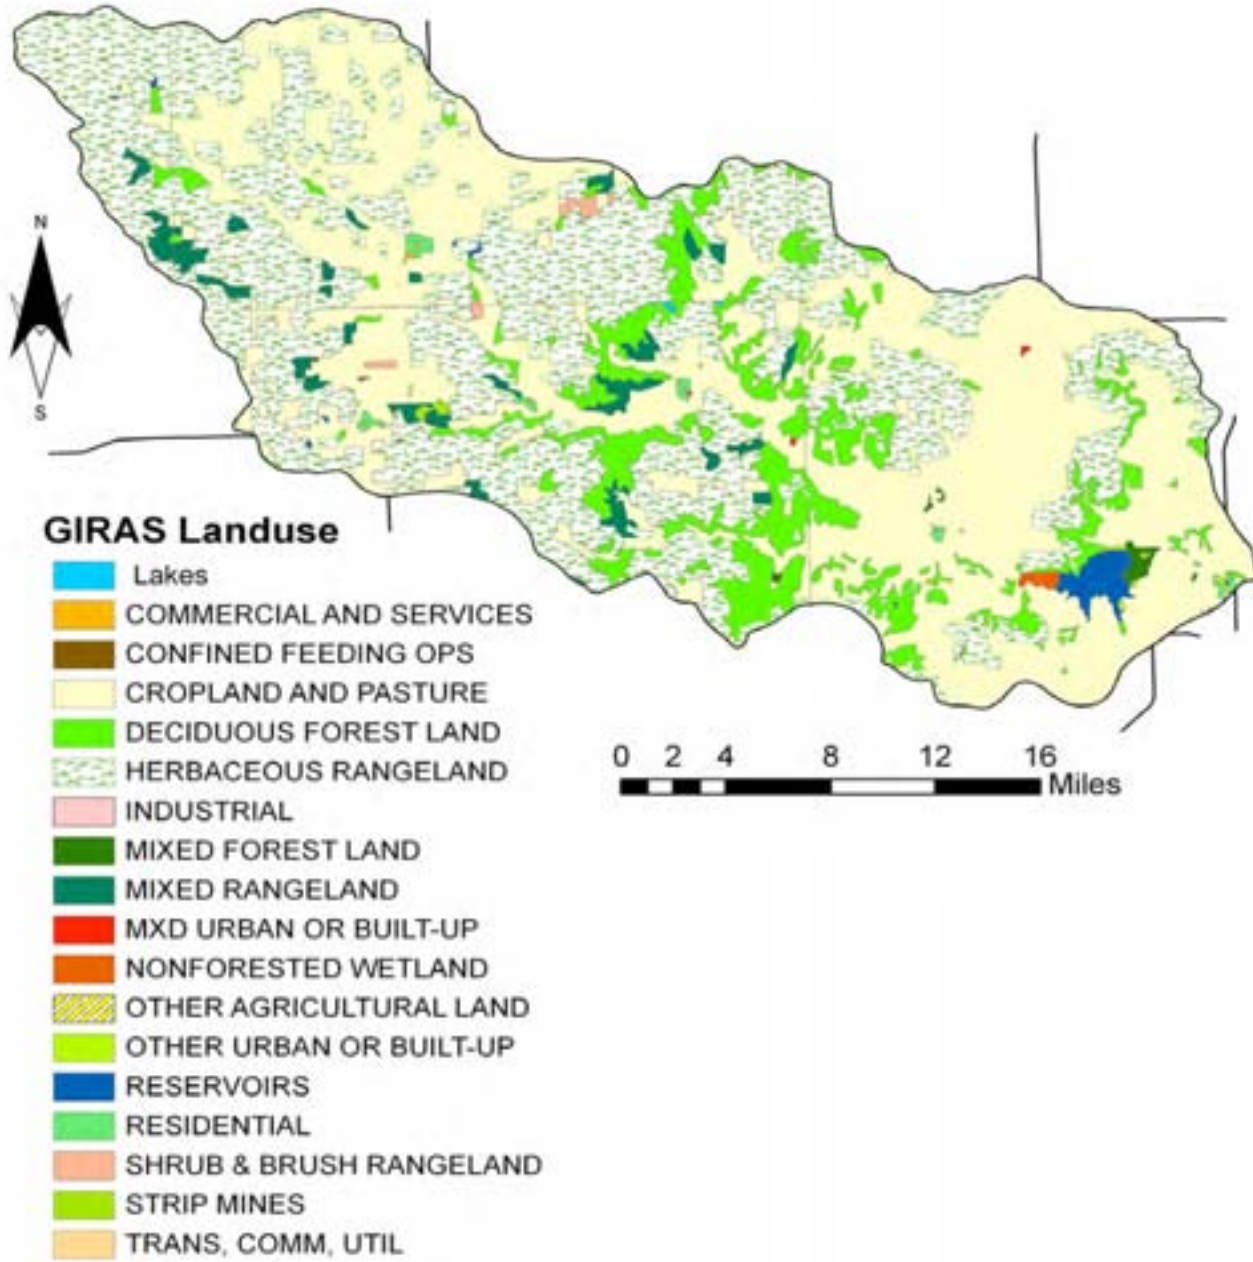 N
S
GIRAS Landuse
Lakes
COMMERCIAL AND SERVICES
CONFINED FEEDING OPS
CROPLAND AND PASTURE
DECIDUOUS FOREST LAND
HERBACEOUS RANGELAND
INDUSTRIAL
MIXED FOREST LAND
MIXED RANGELAND
MXD URBAN OR BUILT-UP
NONFORESTED WETLAND
OTHER AGRICULTURAL LAND
OTHER URBAN OR BUILT-UP
RESERVOIRS
RESIDENTIAL
SHRUB & BRUSH RANGELAND
STRIP MINES
TRANS, COMM, UTIL
0 2 4 8 12 16
Miles